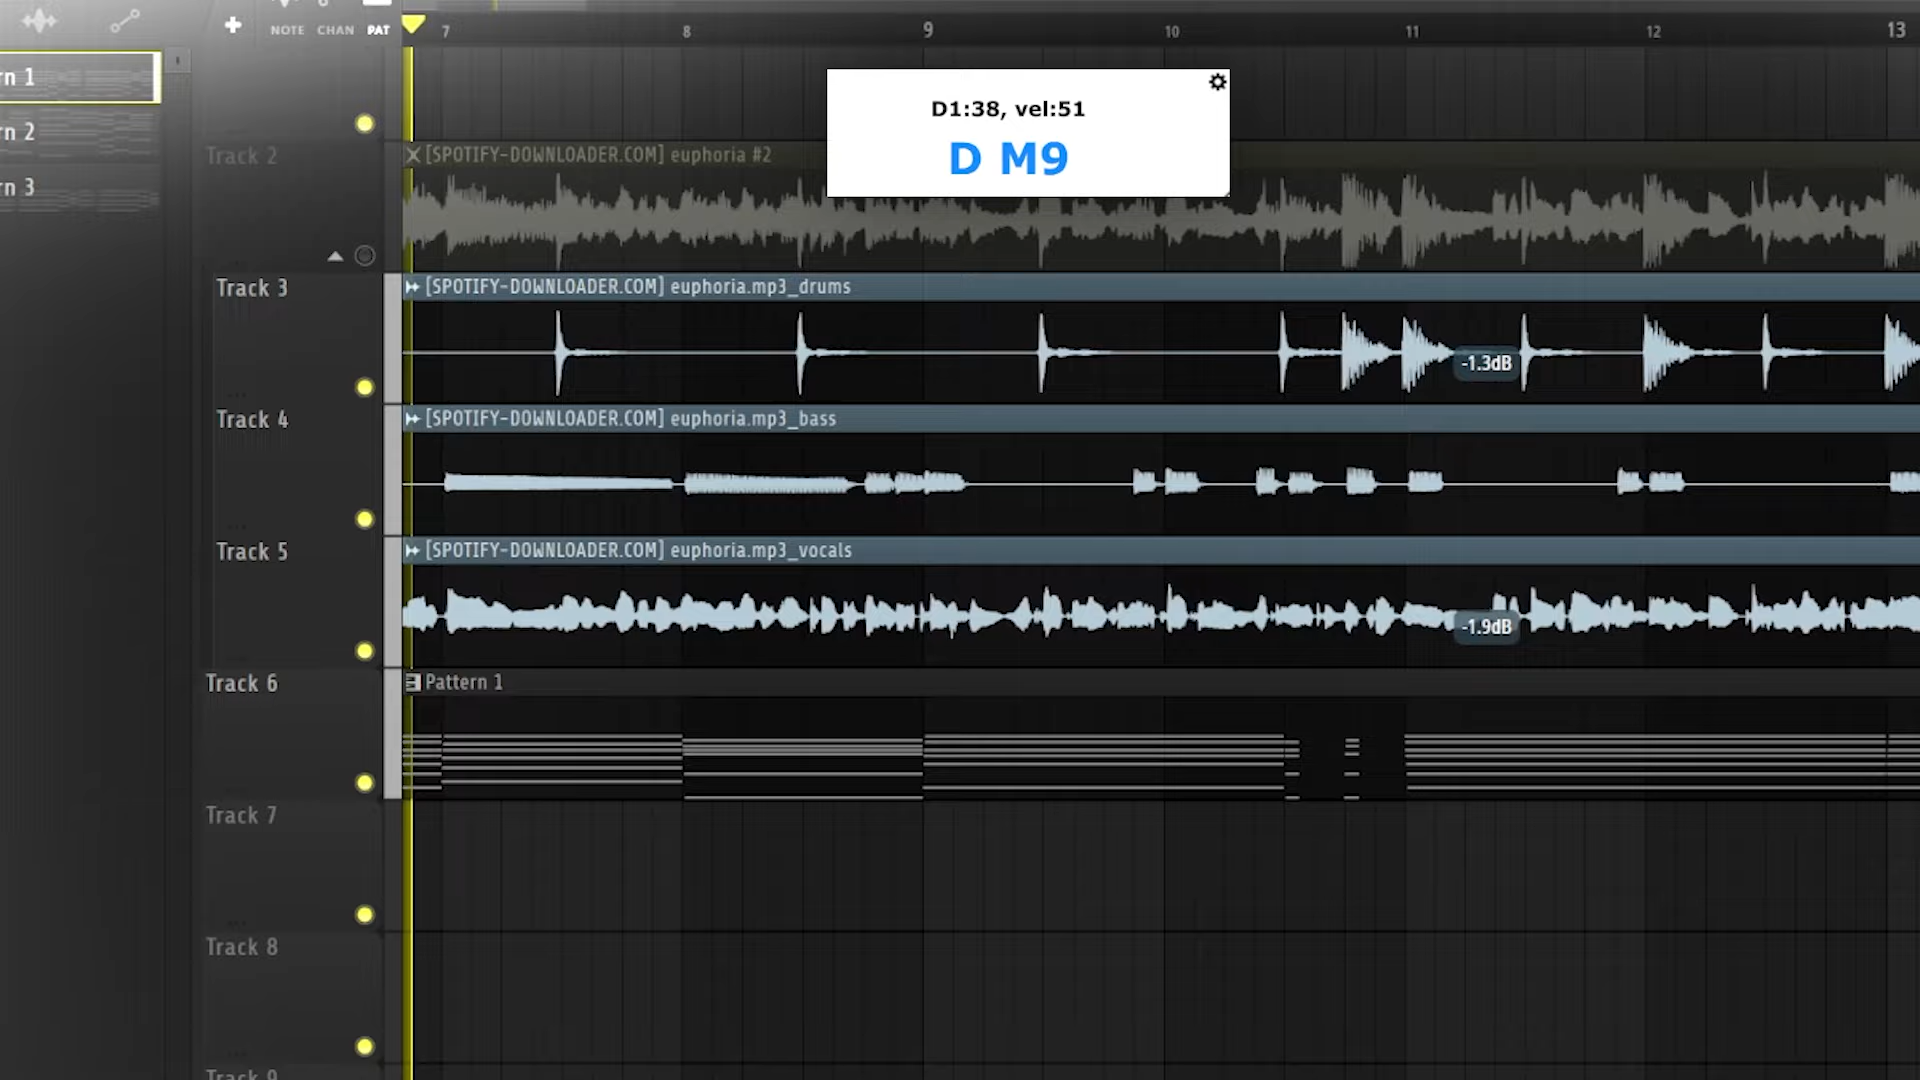 NOTE CHAN PAT
7 8 9 10 11 12 13
rn 1
rn 2
rn 3
D1:38, vel:51
D M9
Track 2
[SPOTIFY-DOWNLOADER.COM] euphoria #2
Track 3
[SPOTIFY-DOWNLOADER.COM] euphoria.mp3_drums
-1.3dB
Track 4
[SPOTIFY-DOWNLOADER.COM] euphoria.mp3_bass
Track 5
[SPOTIFY-DOWNLOADER.COM] euphoria.mp3_vocals
-1.9dB
Track 6
Pattern 1
Track 7
Track 8
Track 9